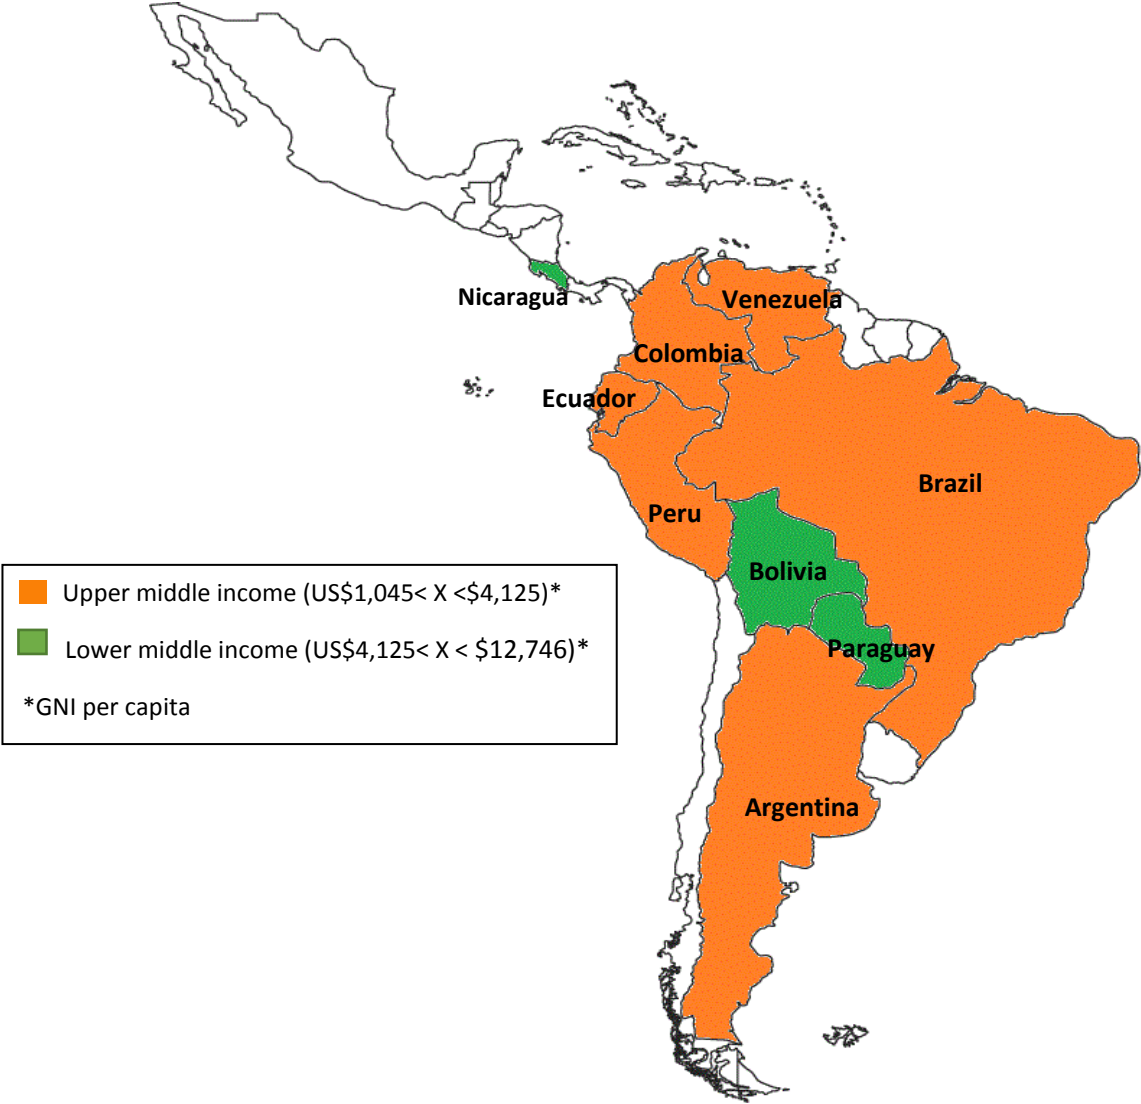 Nicaragua
Venezuela
Colombia
Ecuador
Brazil
Peru
Bolivia
Upper middle income (US$1,045< X <$4,125)*
Lower middle income (US$4,125< X < $12,746)*
Paraguay
*GNI per capita
Argentina